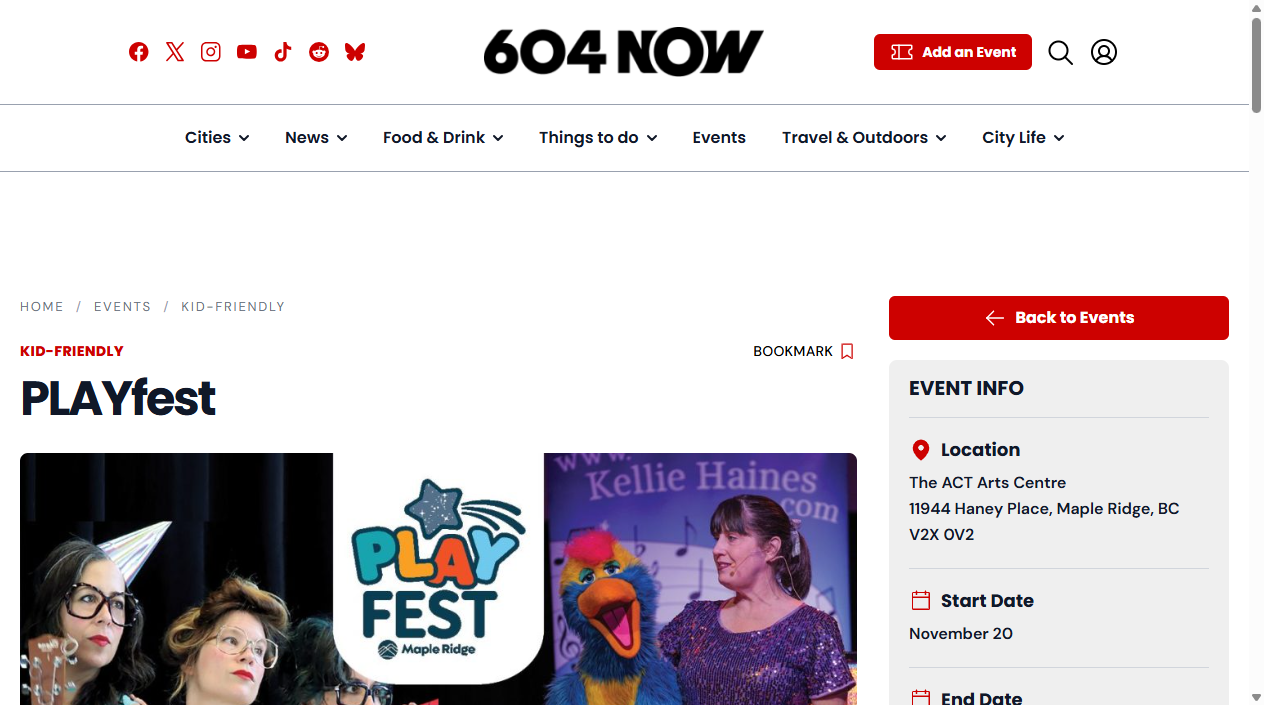 604 NOW
Add an Event
Cities
News
Food & Drink
Things to do
Events
Travel & Outdoors
City Life
HOME / EVENTS / KID-FRIENDLY
KID-FRIENDLY
BOOKMARK
PLAYfest
www.
Kellie Haines
.com
PLAY
FEST
Maple Ridge
Back to Events
EVENT INFO
Location
The ACT Arts Centre
11944 Haney Place, Maple Ridge, BC
V2X 0V2
Start Date
November 20
End Date